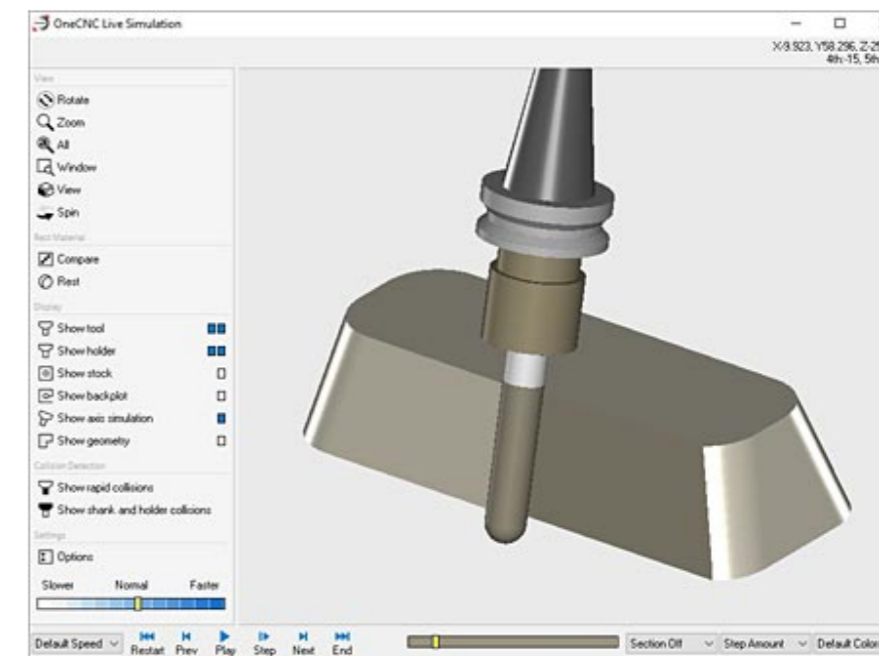 OneCNC Live Simulation
X-9.923, Y58.296, Z-25
4th:-15, 5th
View
Rotate
Zoom
All
Window
View
Spin
Rest Material
Compare
Rest
Display
Show tool
Show holder
Show stock
Show backplot
Show axis simulation
Show geometry
Collision Detection
Show rapid collisions
Show shank and holder collisions
Settings
Options
Slower Normal Faster
Default Speed Restart Prev Play Step Next End Section Off Step Amount Default Color